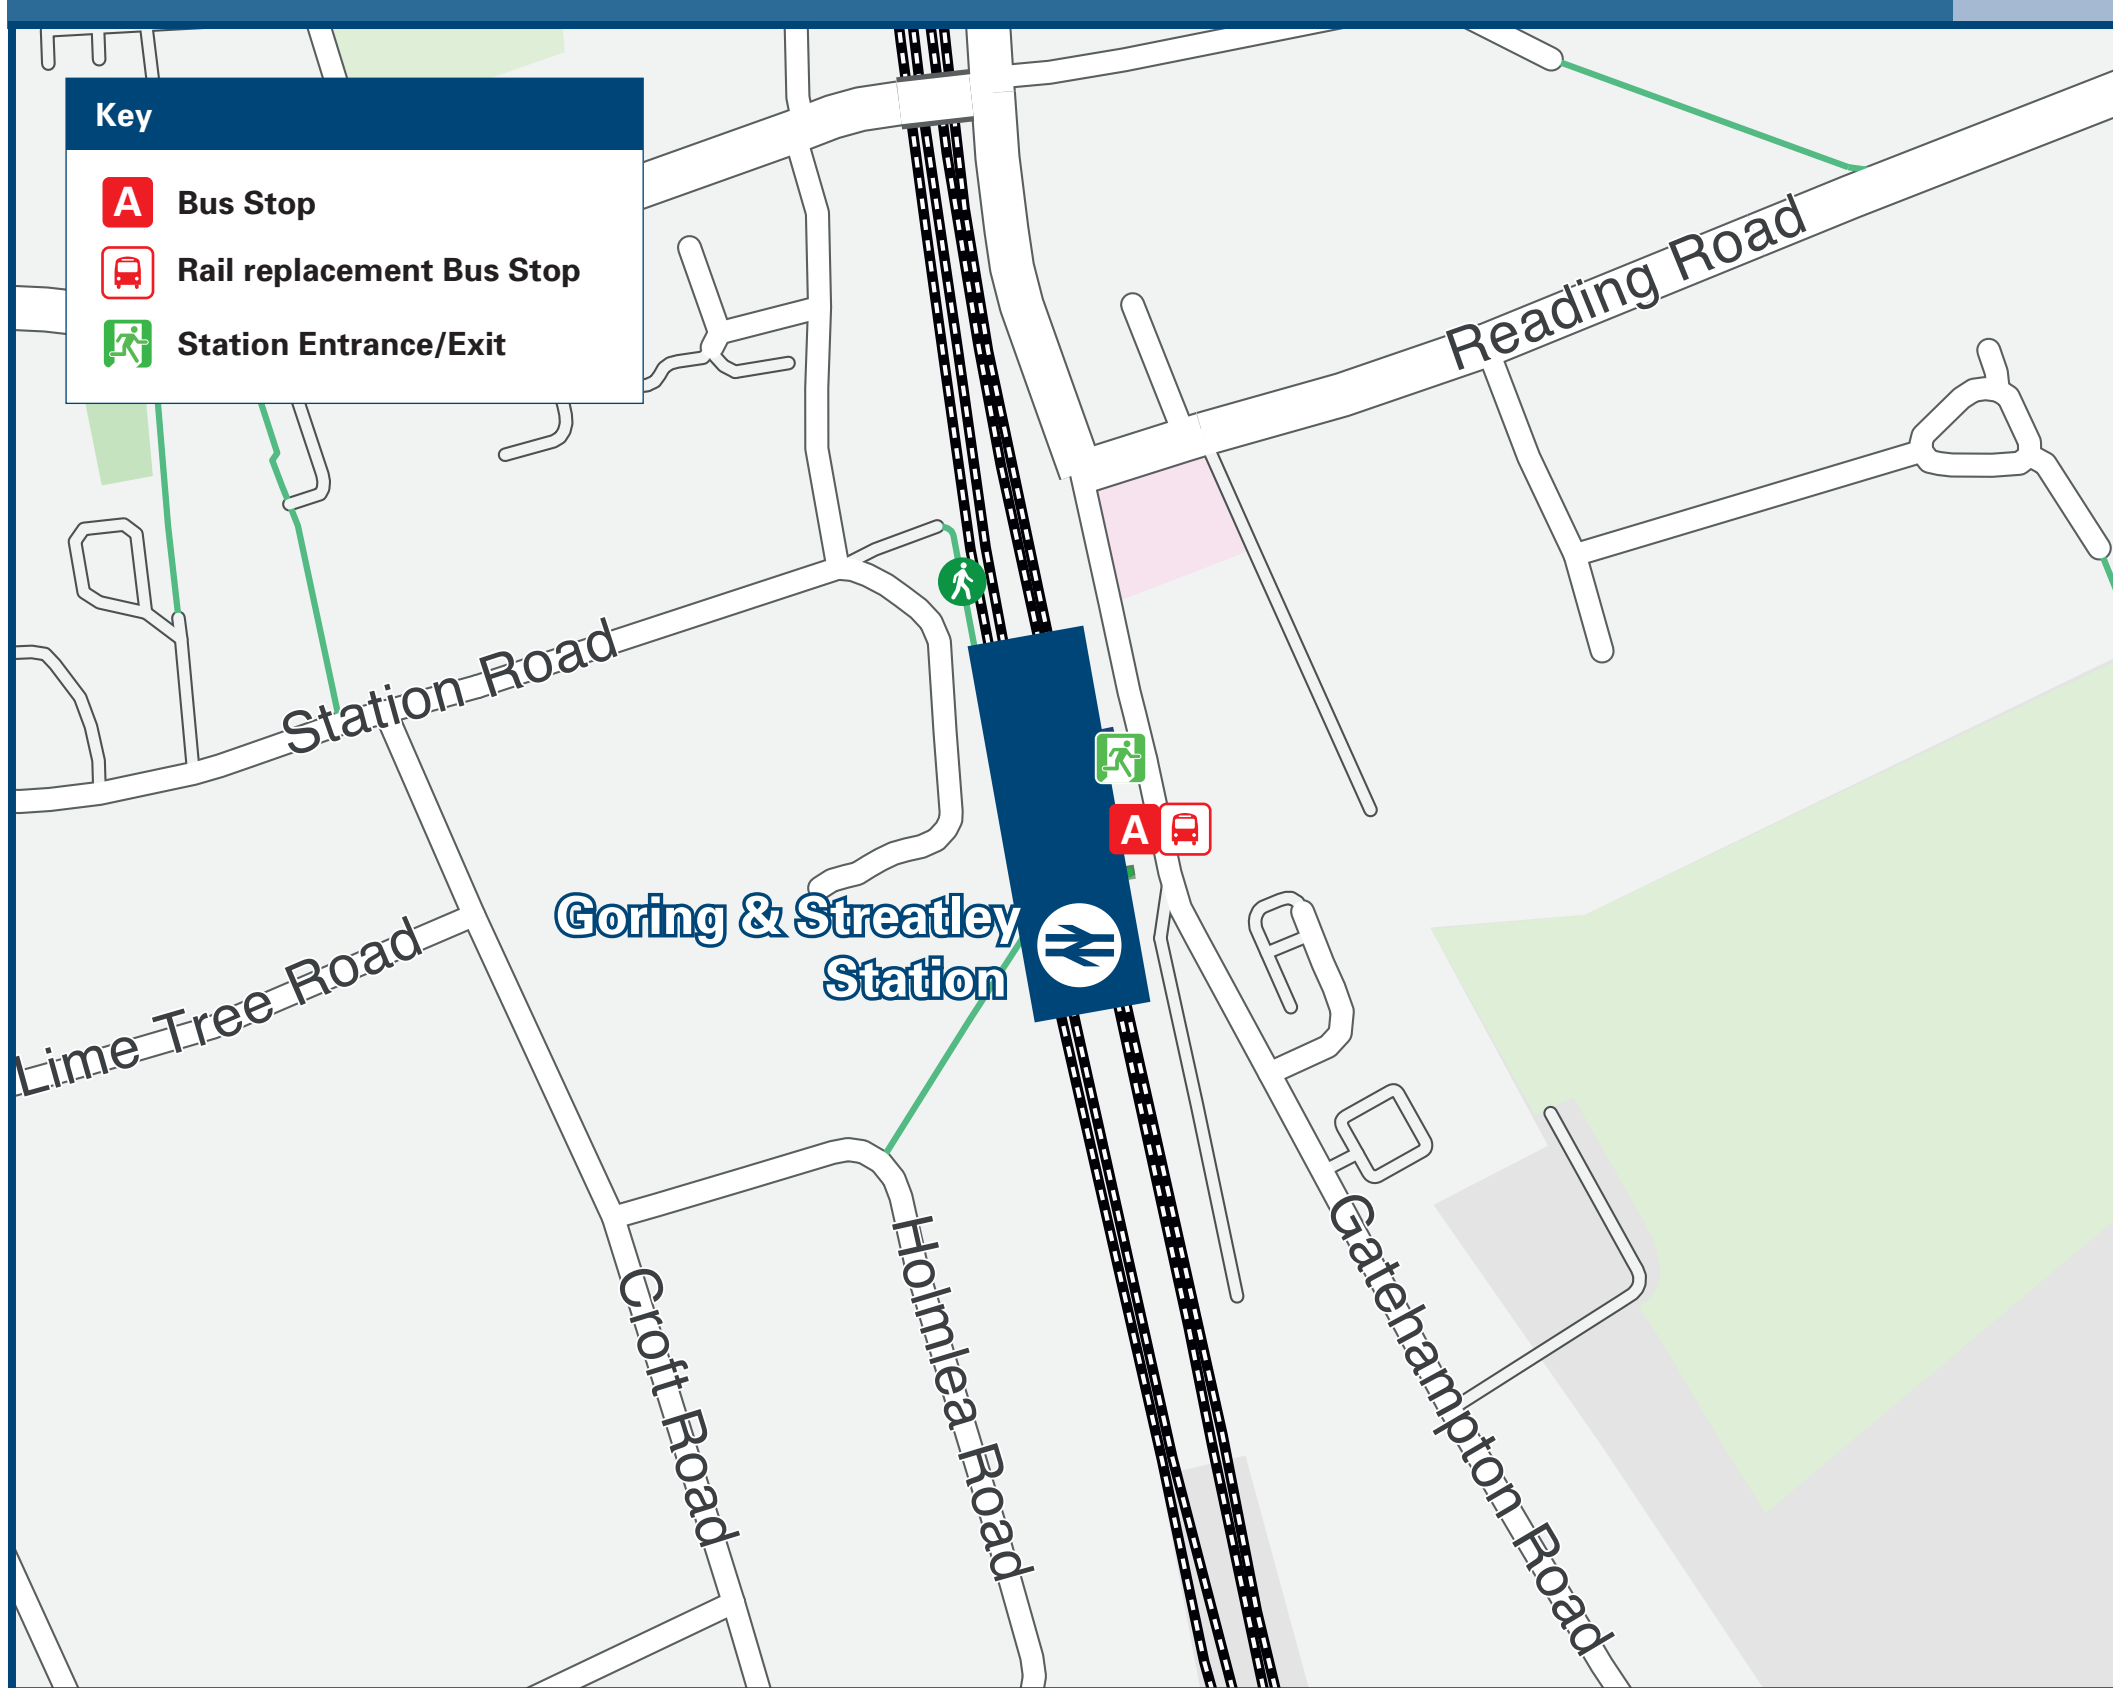 Key
A
Bus Stop
Rail replacement Bus Stop
Station Entrance/Exit
Reading Road
Station Road
A
Goring & Streatley
Station
Lime Tree Road
Gatehampton Road
Holmlea Road
Croft Road